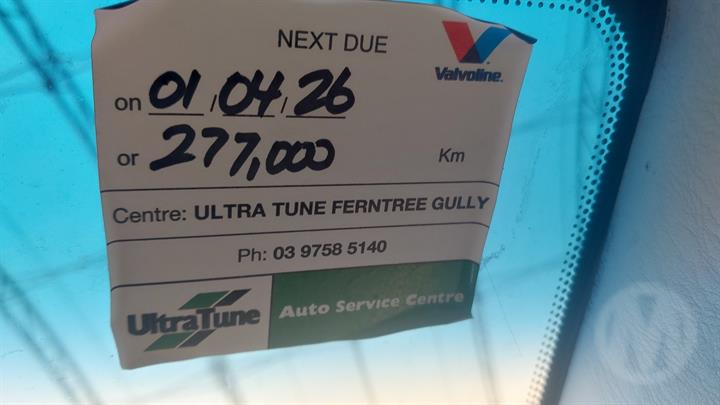 NEXT DUE
Valvoline.
on 01/04/26
or 277,000 Km
Centre: ULTRA TUNE FERNTREE GULLY
Ph: 03 9758 5140
UltraTune
Auto Service Centre
M